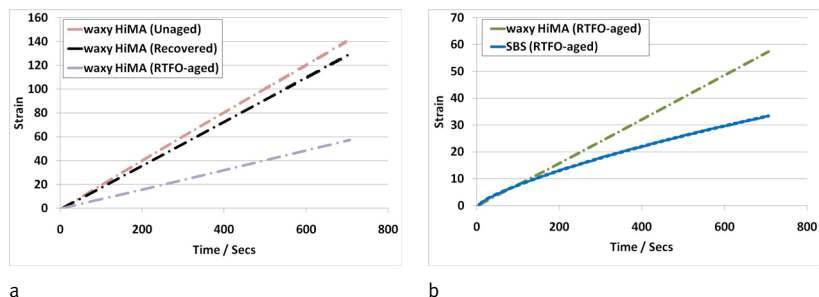 160
140
120
100
80
60
40
20
0
Strain
waxy HiMA (Unaged)
waxy HiMA (Recovered)
waxy HiMA (RTFO-aged)
0 200 400 600 800
Time / Secs
a
70
60
50
40
30
20
10
0
Strain
waxy HiMA (RTFO-aged)
SBS (RTFO-aged)
0 200 400 600 800
Time / Secs
b